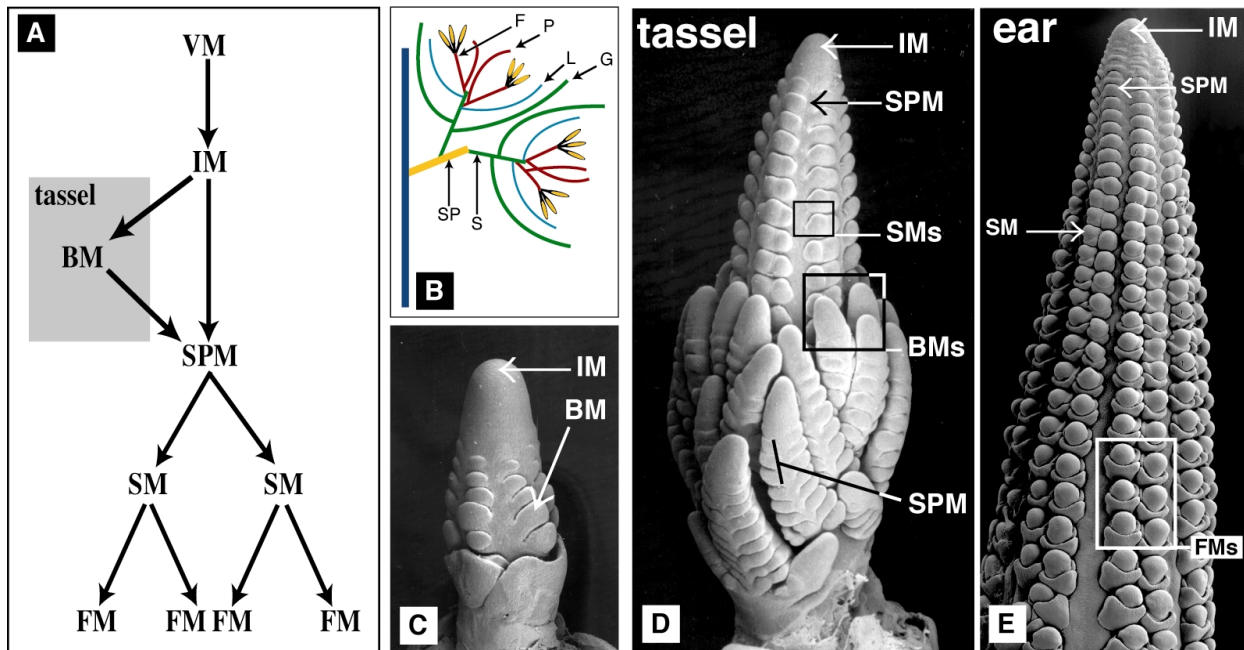 A
VM
IM
tassel
BM
SPM
SM SM
FM FM FM FM
B
F P L G
SP S
C
IM
BM
tassel
IM
SPM
SMs
BMs
SPM
D
ear
IM
SPM
SM
FMs
E